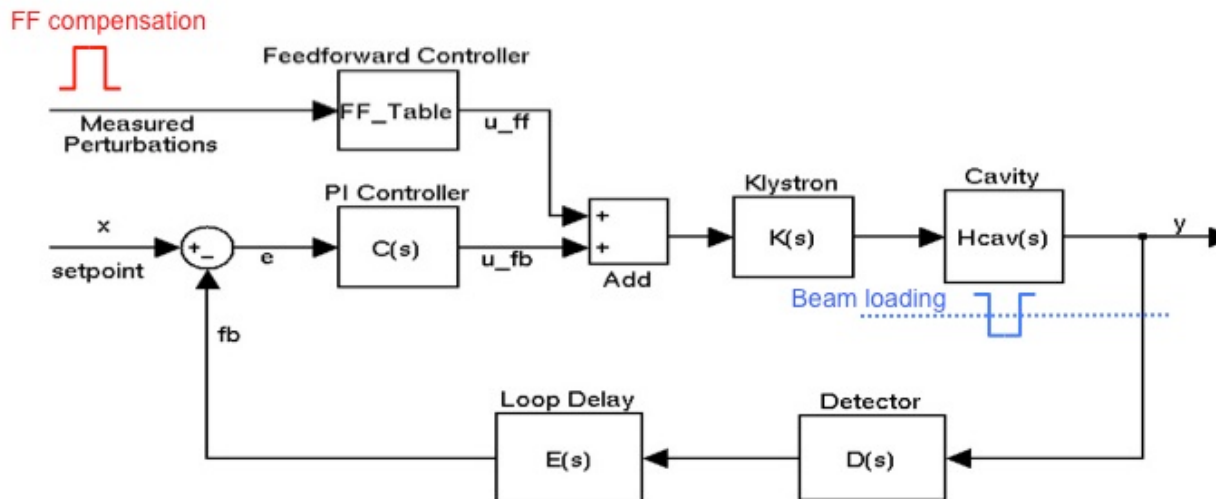 FF compensation
Feedforward Controller
FF_Table
Measured
Perturbations
u_ff
PI Controller
Klystron
Cavity
x
+
+
-
+
C(s)
K(s)
Hcav(s)
y
setpoint
e
u_fb
Add
Beam loading
fb
Loop Delay
Detector
E(s)
D(s)